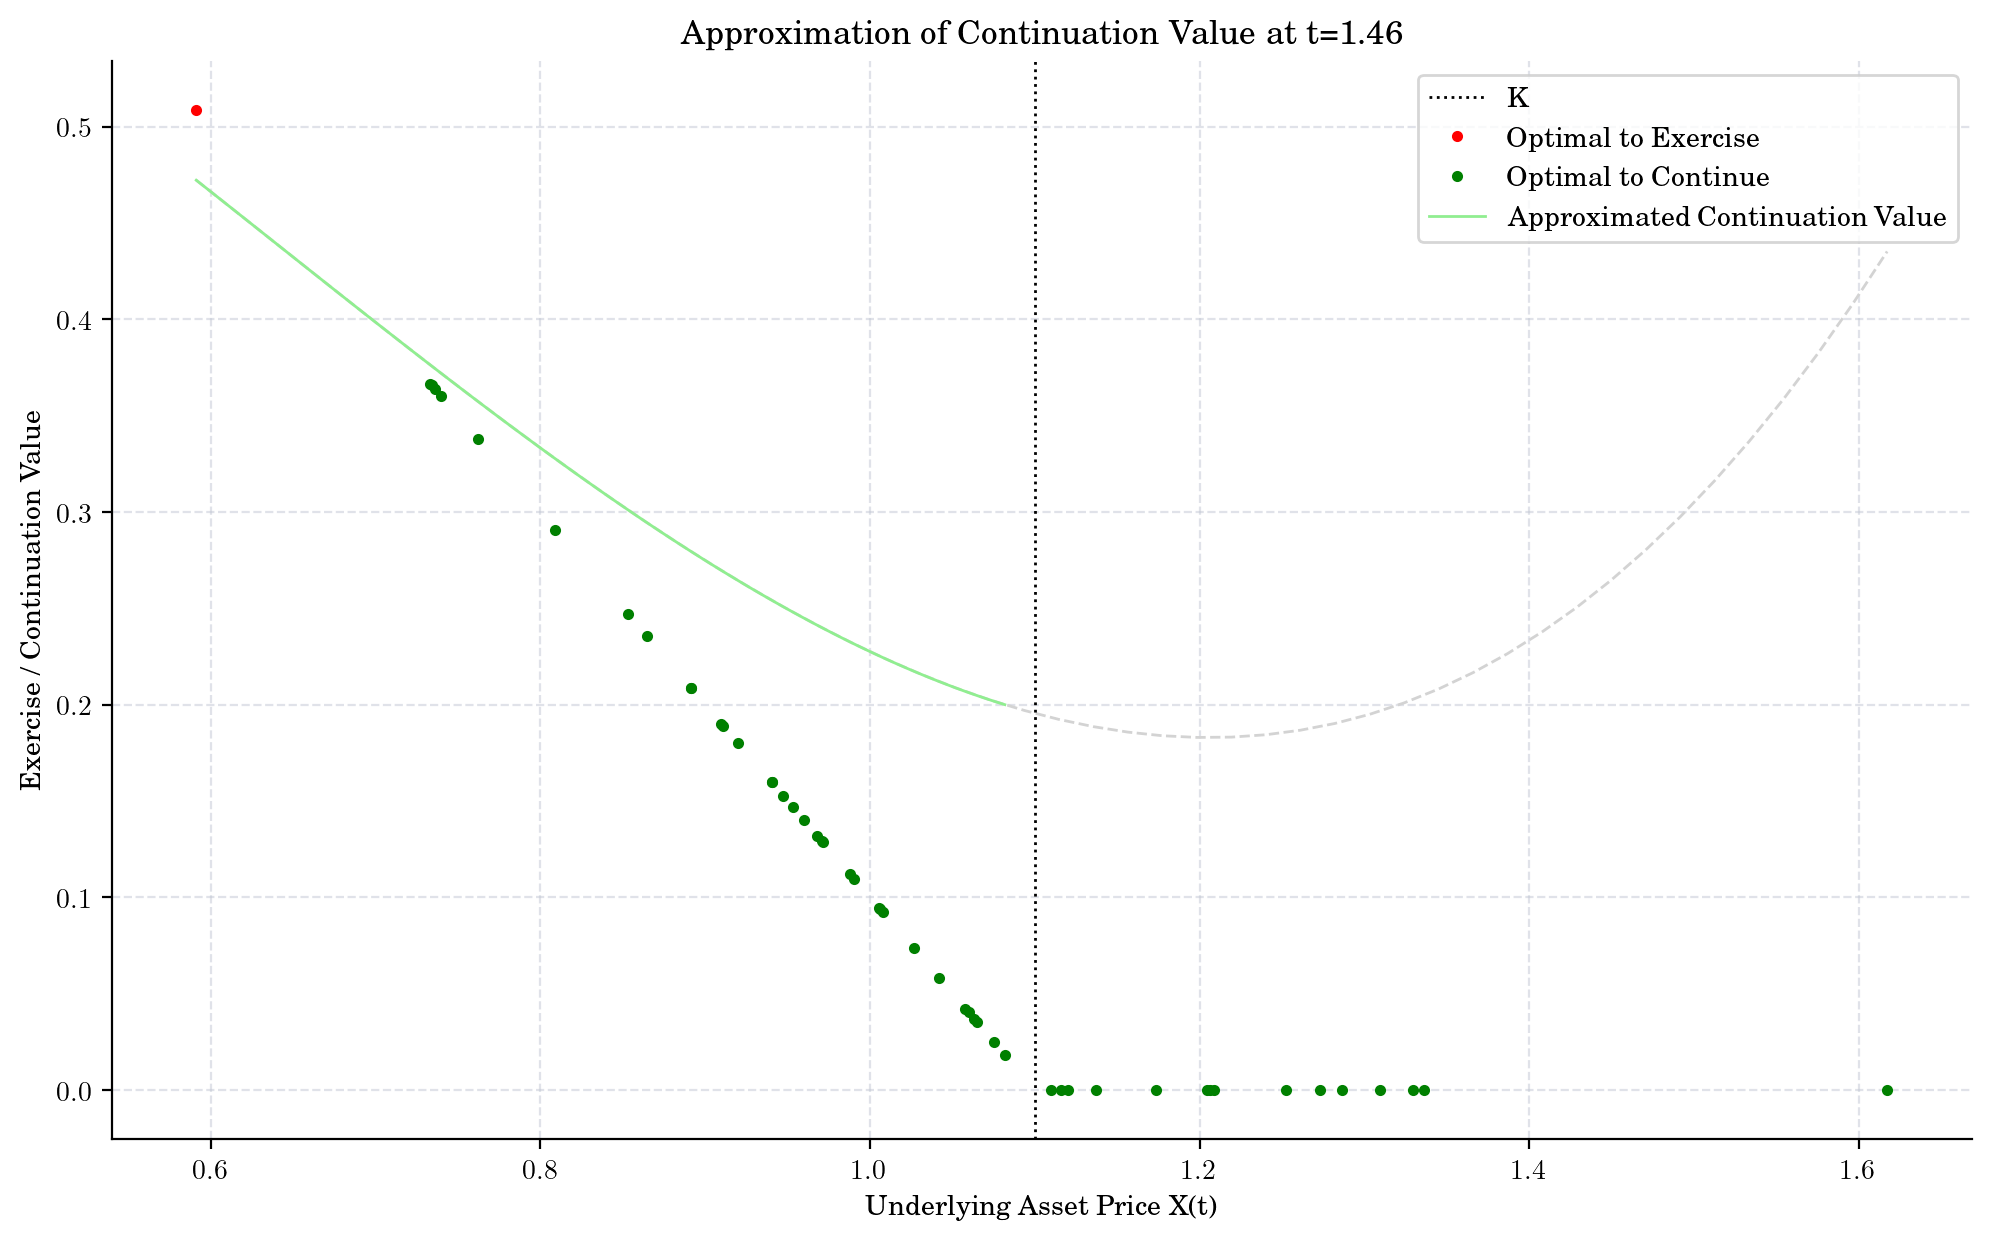 Approximation of Continuation Value at t=1.46
K
Optimal to Exercise
Optimal to Continue
Approximated Continuation Value
Exercise / Continuation Value
0.5
0.4
0.3
0.2
0.1
0.0
0.6 0.8 1.0 1.2 1.4 1.6
Underlying Asset Price X(t)